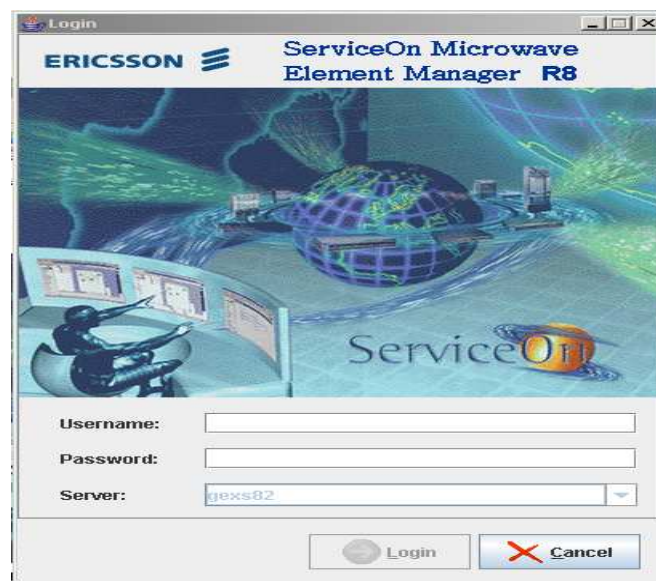 Login
ERICSSON
ServiceOn Microwave
Element Manager R8
ServiceOn
Username:
Password:
Server: gexs82
Login
Cancel